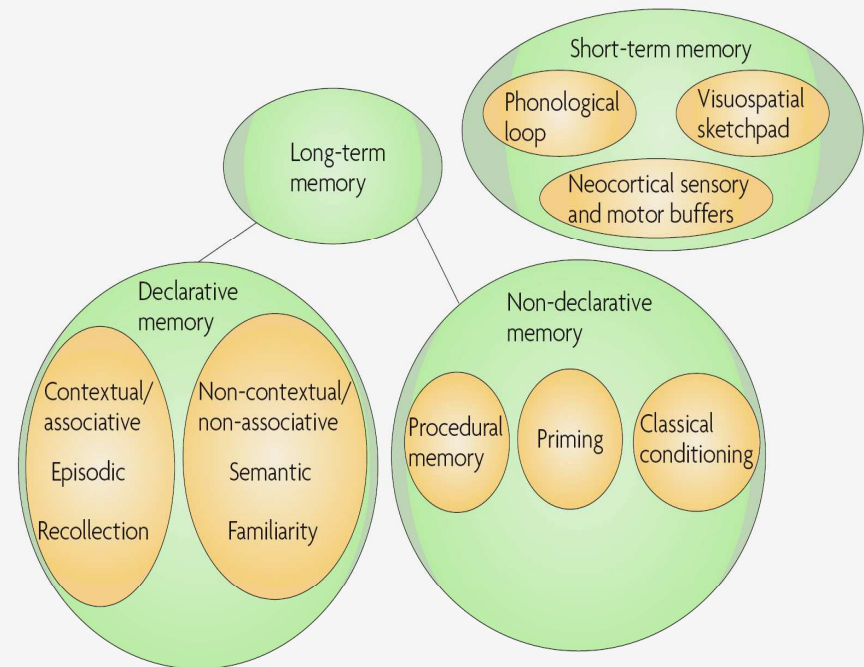 Short-term memory
Phonological
loop
Visuospatial
sketchpad
Neocortical sensory
and motor buffers
Long-term
memory
Declarative
memory
Contextual/
associative
Episodic
Recollection
Non-contextual/
non-associative
Semantic
Familiarity
Non-declarative
memory
Procedural
memory
Priming
Classical
conditioning